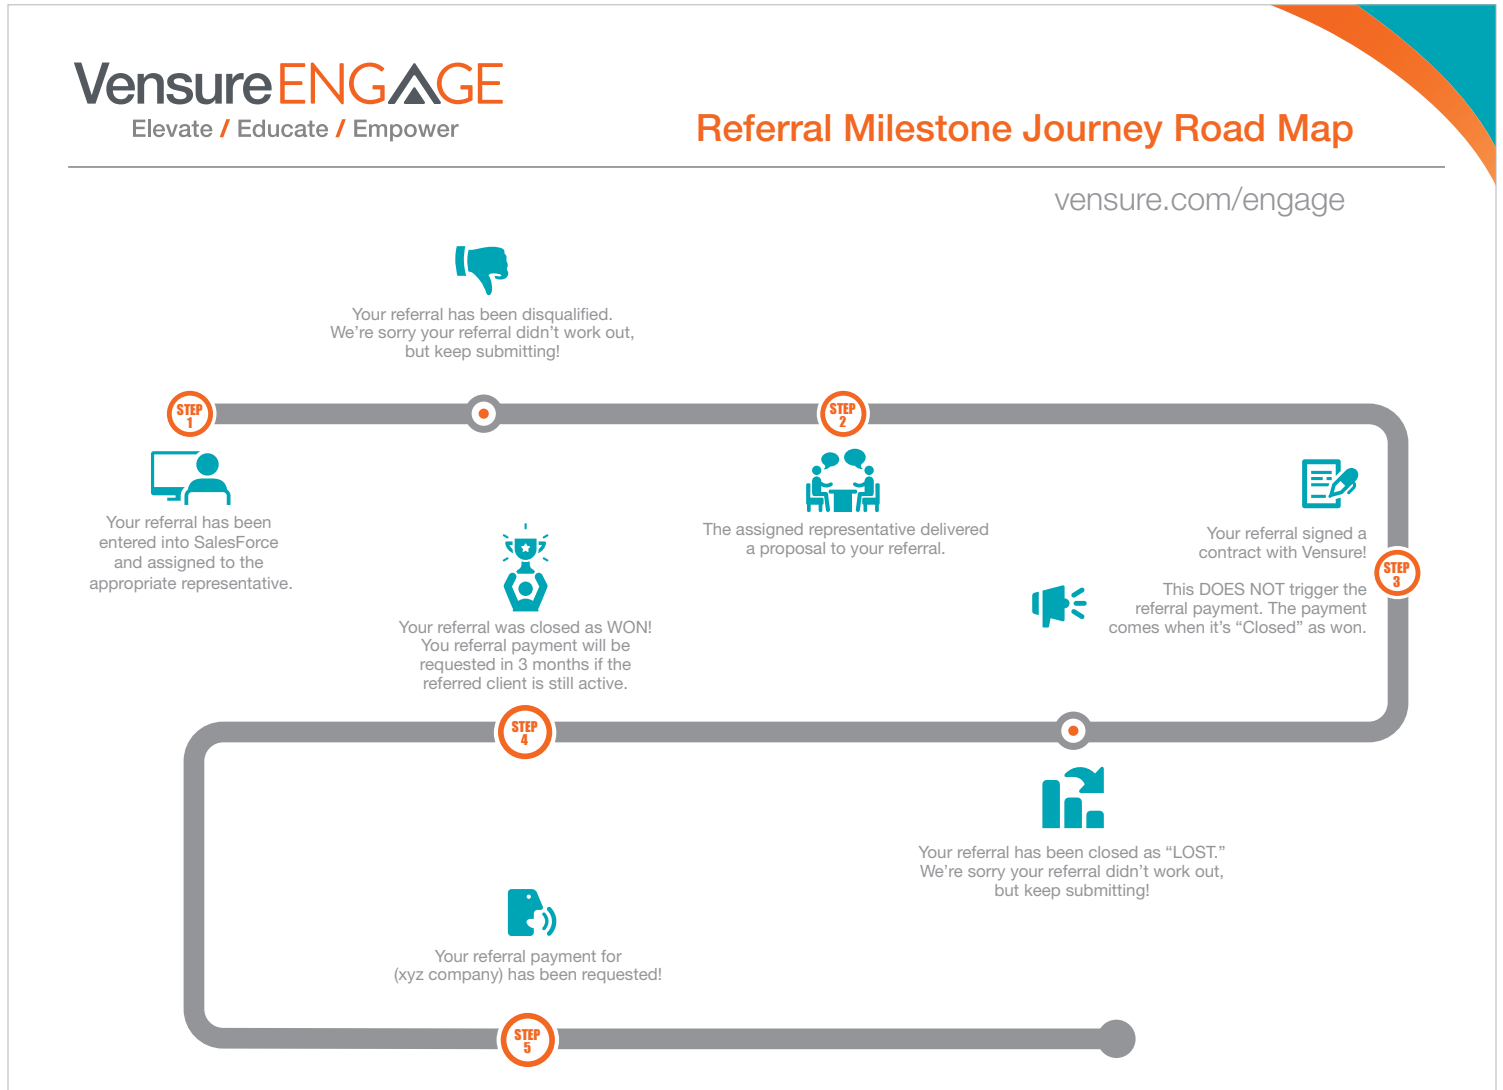 Vensure ENGAGE
Elevate / Educate / Empower
Referral Milestone Journey Road Map
vensure.com/engage
Your referral has been disqualified.
We're sorry your referral didn't work out,
but keep submitting!
STEP
1
STEP
2
Your referral has been
entered into SalesForce
and assigned to the
appropriate representative.
The assigned representative delivered
a proposal to your referral.
Your referral signed a
contract with Vensure!
This DOES NOT trigger the
referral payment. The payment
comes when it's “Closed” as won.
STEP
3
Your referral was closed as WON!
You referral payment will be
requested in 3 months if the
referred client is still active.
STEP
4
Your referral has been closed as “LOST.”
We're sorry your referral didn't work out,
but keep submitting!
Your referral payment for
(xyz company) has been requested!
STEP
5